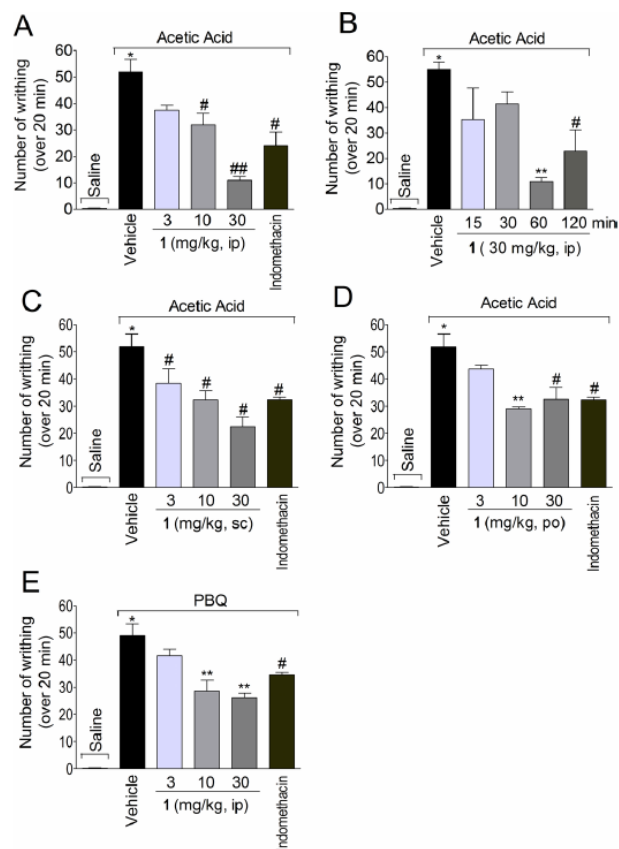 A
Acetic Acid
Number of writhing
(over 20 min)
60
50
40
30
20
10
0
*
#
##
#
Saline
Vehicle
3 10 30
1 (mg/kg, ip)
Indomethacin
B
Acetic Acid
Number of writhing
(over 20 min)
60
50
40
30
20
10
0
*
**
#
Saline
Vehicle
15 30 60 120 min
1 ( 30 mg/kg, ip)
C
Acetic Acid
Number of writhing
(over 20 min)
60
50
40
30
20
10
0
*
#
#
#
#
Saline
Vehicle
3 10 30
1 (mg/kg, sc)
Indomethacin
D
Acetic Acid
Number of writhing
(over 20 min)
60
50
40
30
20
10
0
*
**
#
#
Saline
Vehicle
3 10 30
1 (mg/kg, po)
Indomethacin
E
PBQ
Number of writhing
(over 20 min)
60
50
40
30
20
10
0
*
**
**
#
Saline
Vehicle
3 10 30
1 (mg/kg, ip)
Indomethacin